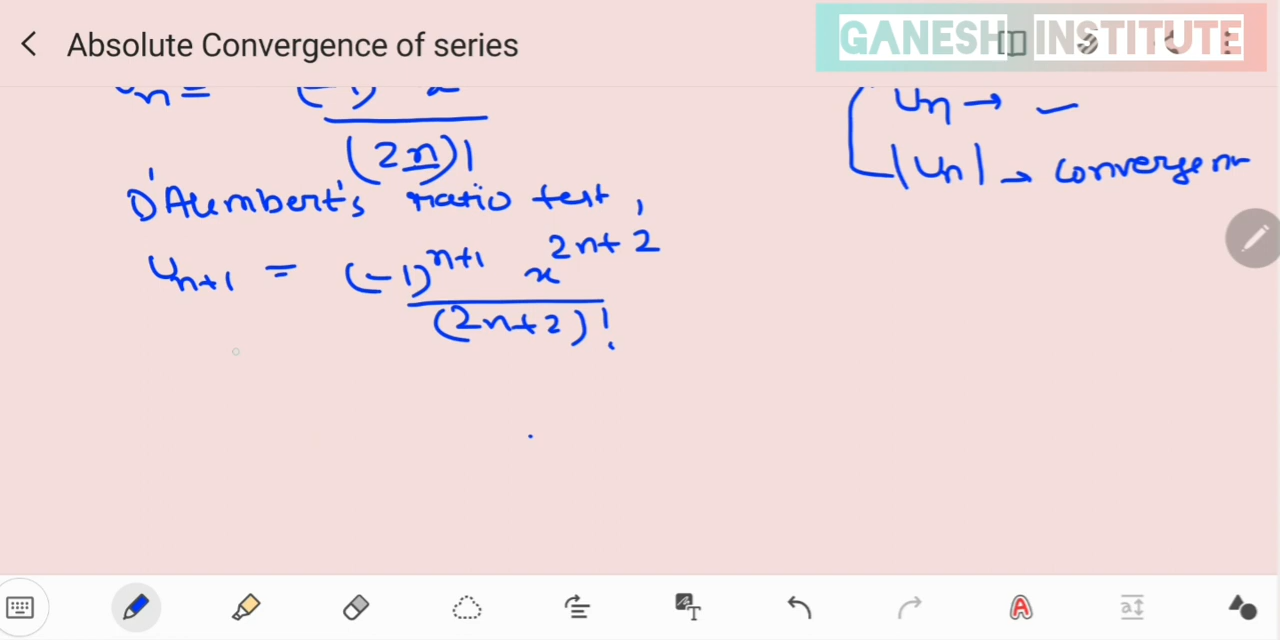 Absolute Convergence of series
GANESH INSTITUTE
Un =
(2n)!
Un → ✓
|Un| → convergen
D'Alembert's ratio test,
Un+1 = (-1)^n+1 x^2n+2
(2n+2)!